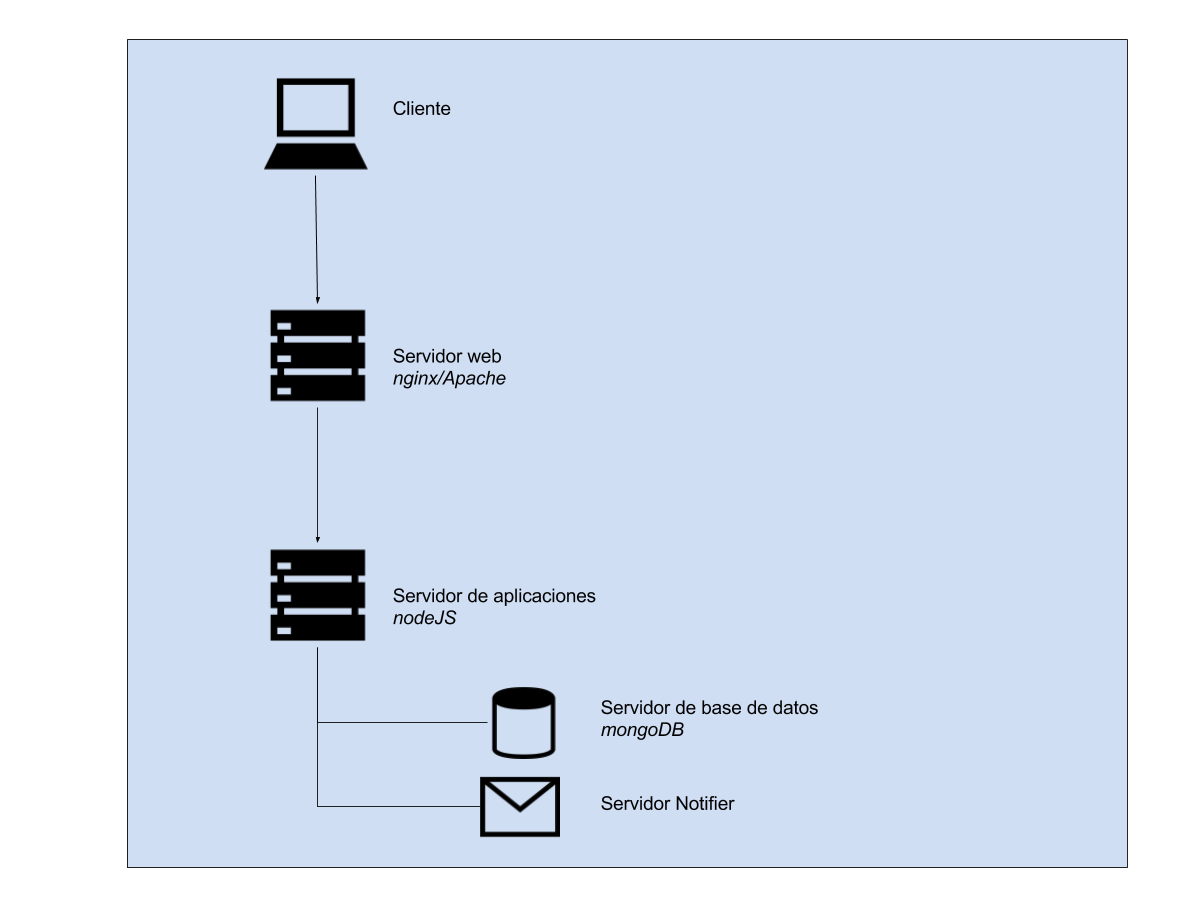 Cliente
Servidor web
nginx/Apache
Servidor de aplicaciones
nodeJS
Servidor de base de datos
mongoDB
Servidor Notifier